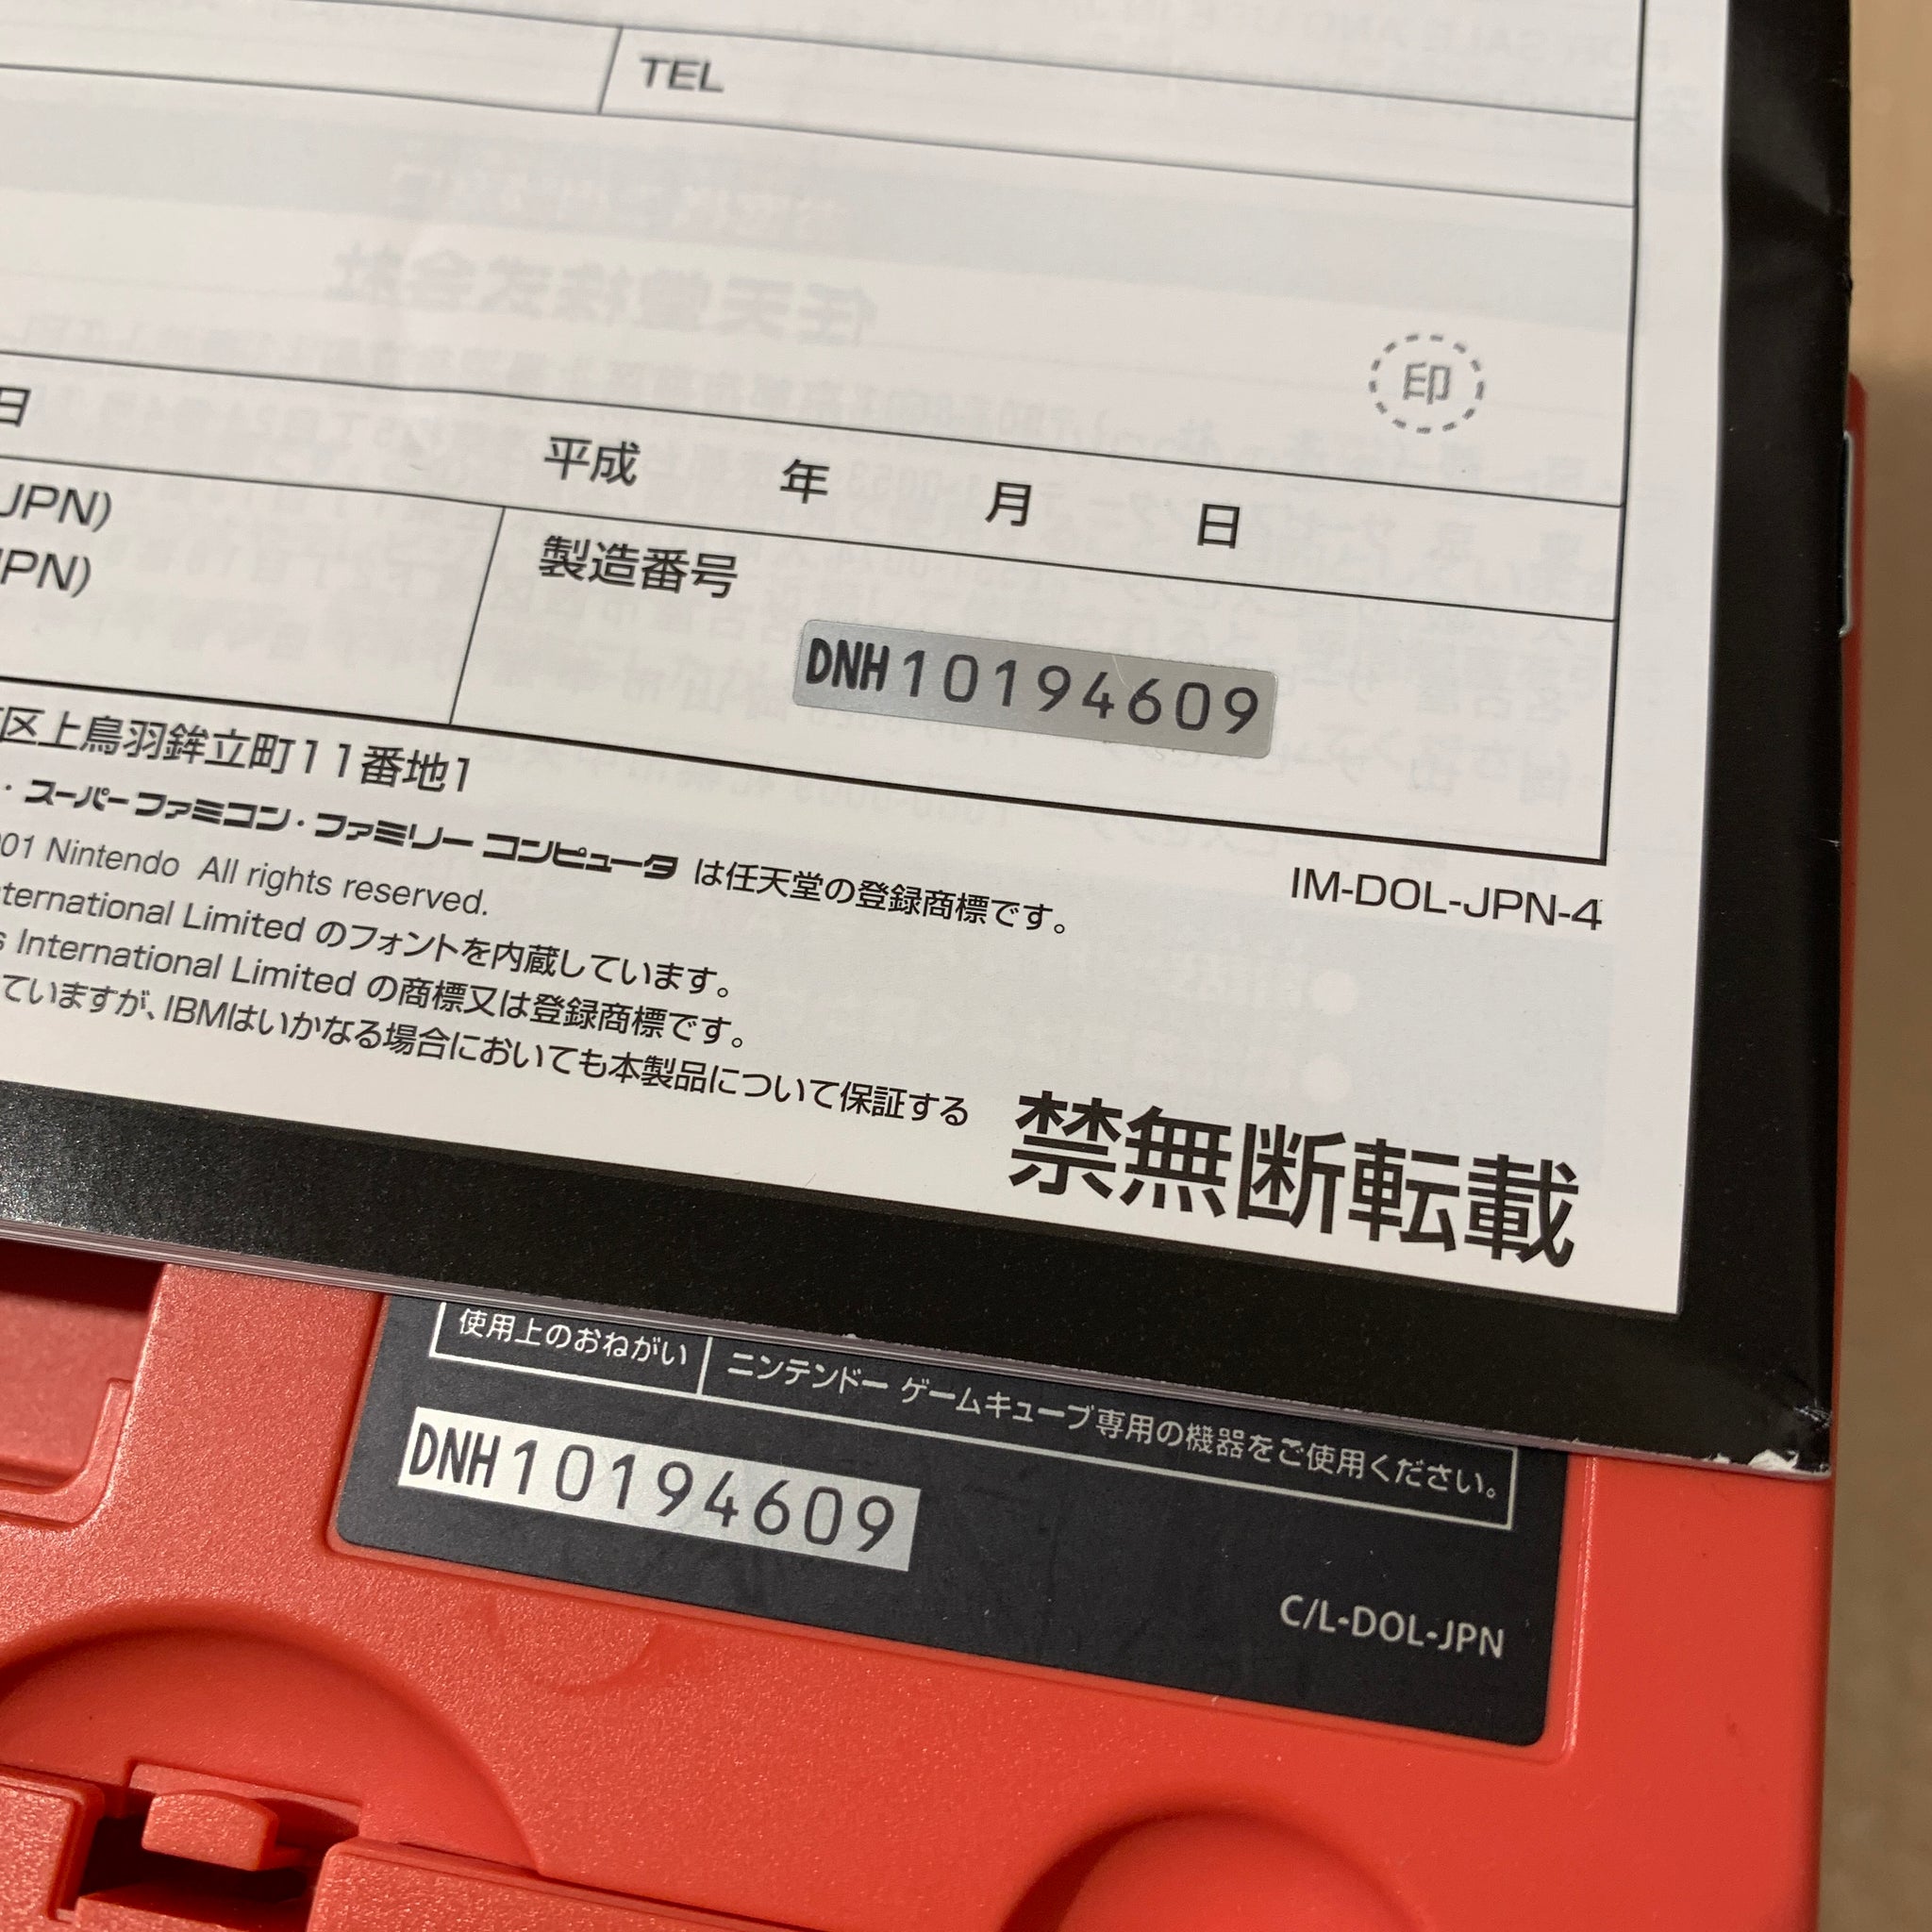 TEL
印
日 平成 年 月 日
JPN)
PN)
製造番号
DNH10194609
区上鳥羽鉾立町11番地1
・スーパーファミコン・ファミリーコンピュータ は任天堂の登録商標です。
01 Nintendo All rights reserved.
IM-DOL-JPN-4
ternational Limited のフォントを内蔵しています。
s International Limited の商標又は登録商標です。
ていますが、IBMはいかなる場合においても本製品について保証する
禁無断転載
使用上のおねがい ニンテンドー ゲームキューブ専用の機器をご使用ください。
DNH10194609
C/L-DOL-JPN